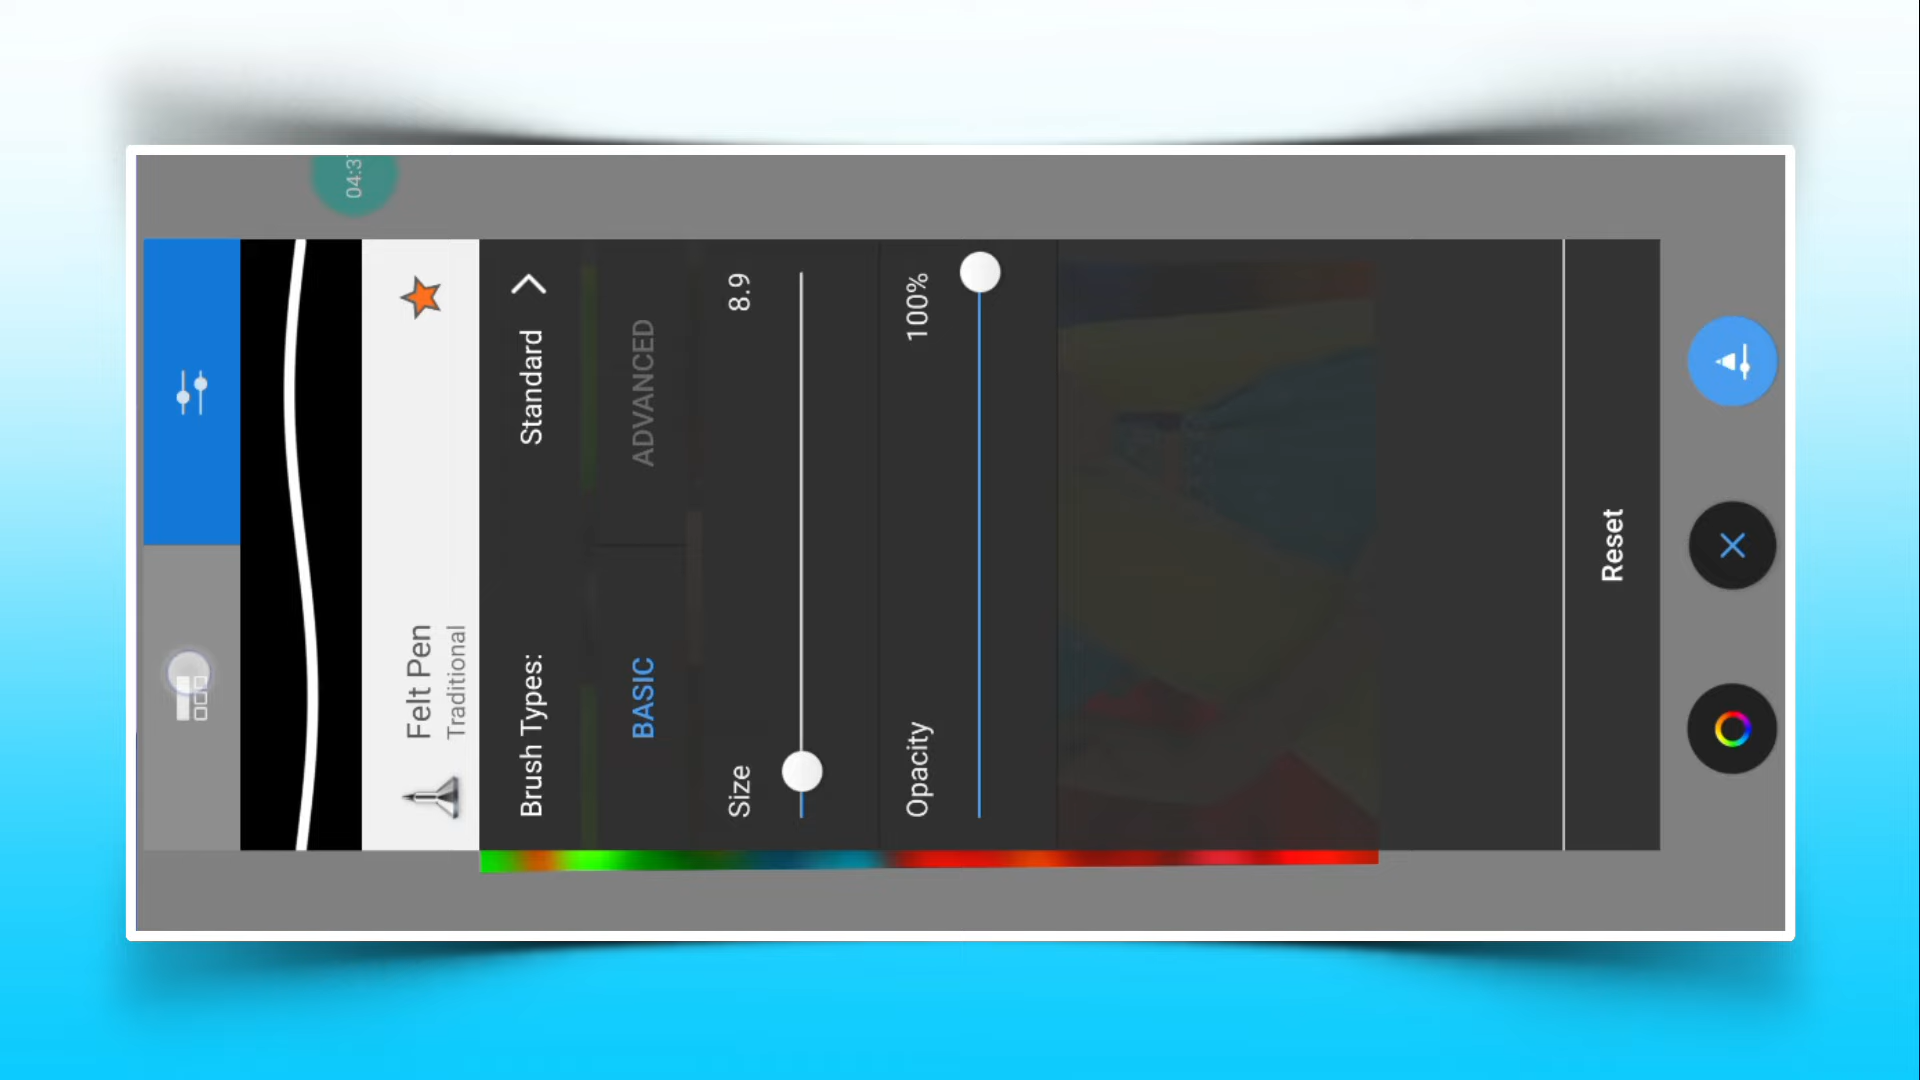 04:3
Felt Pen
Traditional
Brush Types: Standard
BASIC ADVANCED
Size 8.9
Opacity 100%
Reset